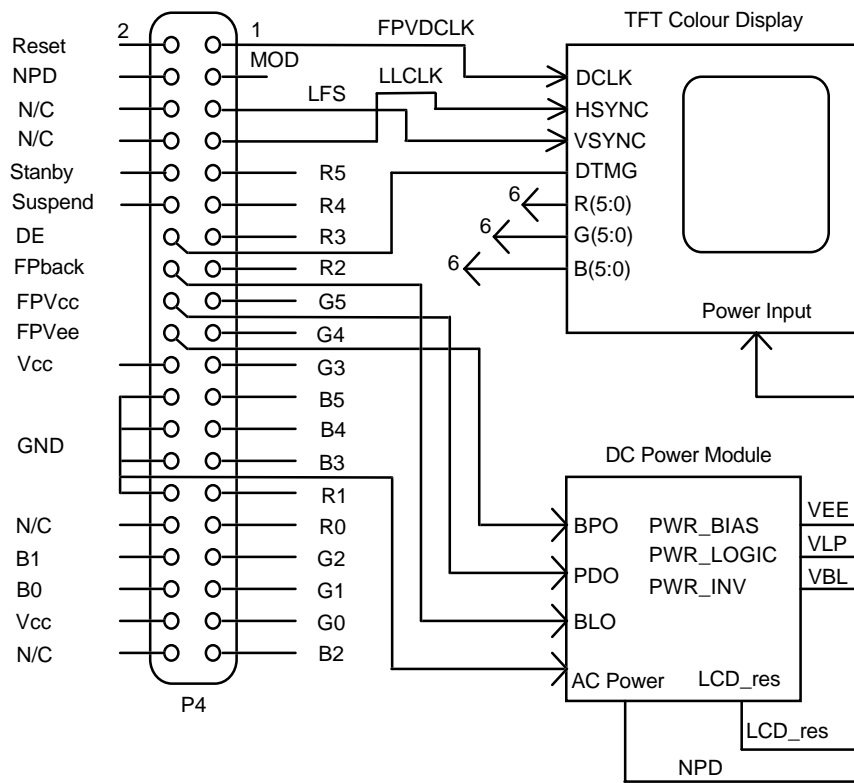 TFT Colour Display
2
1
FPVDCLK
Reset
MOD
NPD
LLCLK
DCLK
N/C
LFS
HSYNC
N/C
VSYNC
Stanby
R5
DTMG
Suspend
R4
6
R(5:0)
DE
R3
6
G(5:0)
FPback
R2
6
B(5:0)
FPVcc
G5
Power Input
FPVee
G4
Vcc
G3
B5
GND
B4
B3
DC Power Module
R1
N/C
R0
BPO
PWR_BIAS
VEE
B1
G2
PWR_LOGIC
VLP
B0
G1
PDO
PWR_INV
VBL
Vcc
G0
BLO
N/C
B2
AC Power
LCD_res
P4
LCD_res
NPD